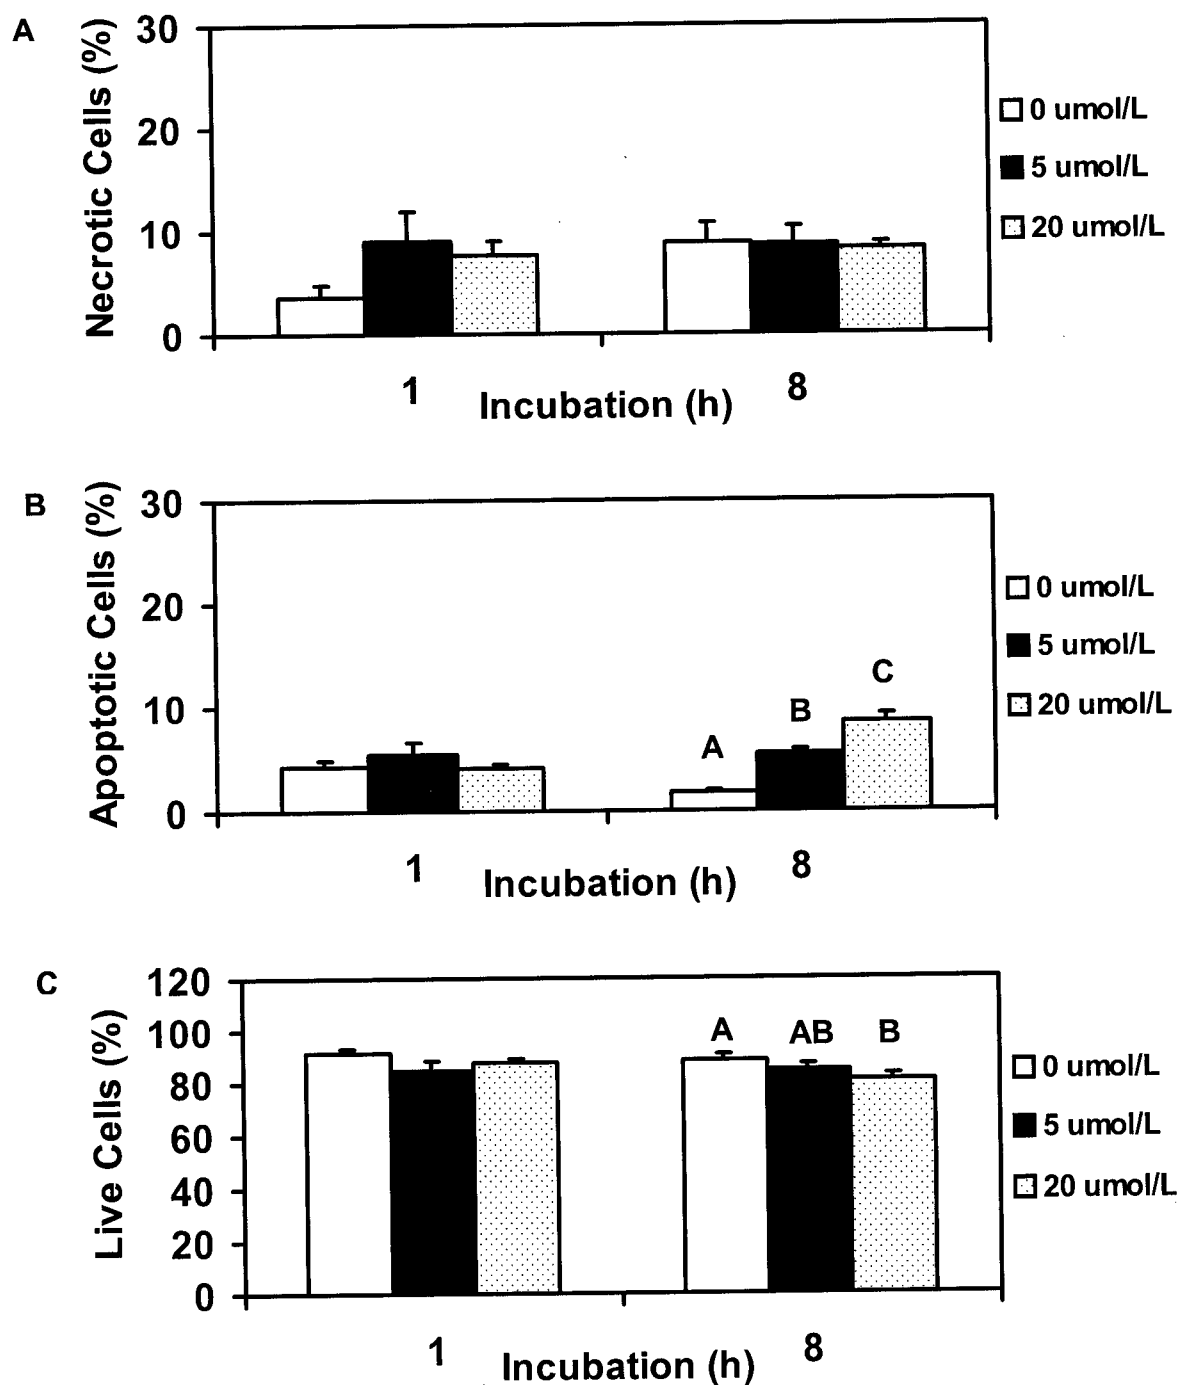 A
Necrotic Cells (%)
30
20
10
0
1
8
Incubation (h)
0 umol/L
5 umol/L
20 umol/L
B
Apoptotic Cells (%)
30
20
10
0
A
B
C
1
8
Incubation (h)
0 umol/L
5 umol/L
20 umol/L
C
Live Cells (%)
120
100
80
60
40
20
0
A
AB
B
1
8
Incubation (h)
0 umol/L
5 umol/L
20 umol/L